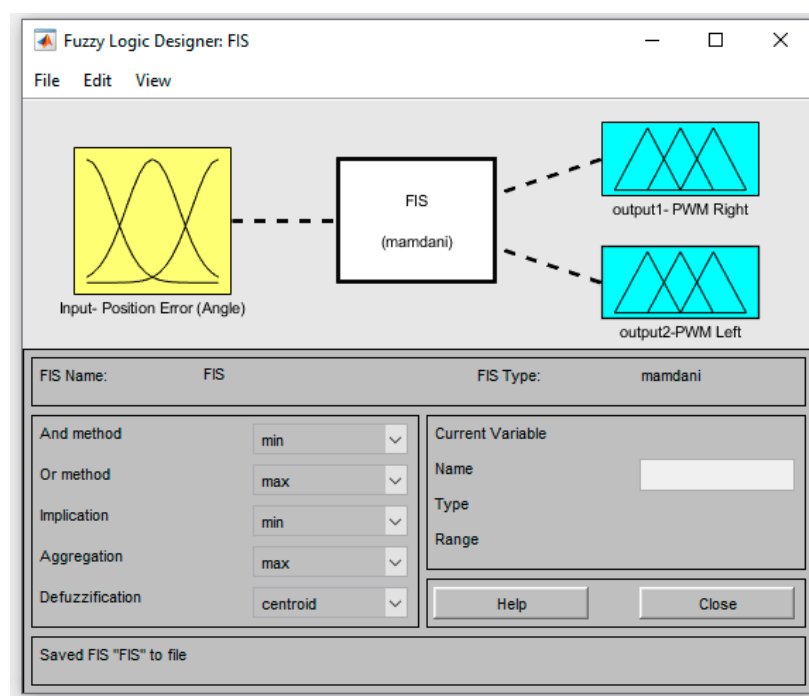 Fuzzy Logic Designer: FIS
File Edit View
FIS
(mamdani)
output1- PWM Right
Input- Position Error (Angle)
output2-PWM Left
FIS Name: FIS FIS Type: mamdani
And method min
Or method max
Implication min
Aggregation max
Defuzzification centroid
Current Variable
Name
Type
Range
Help Close
Saved FIS "FIS" to file